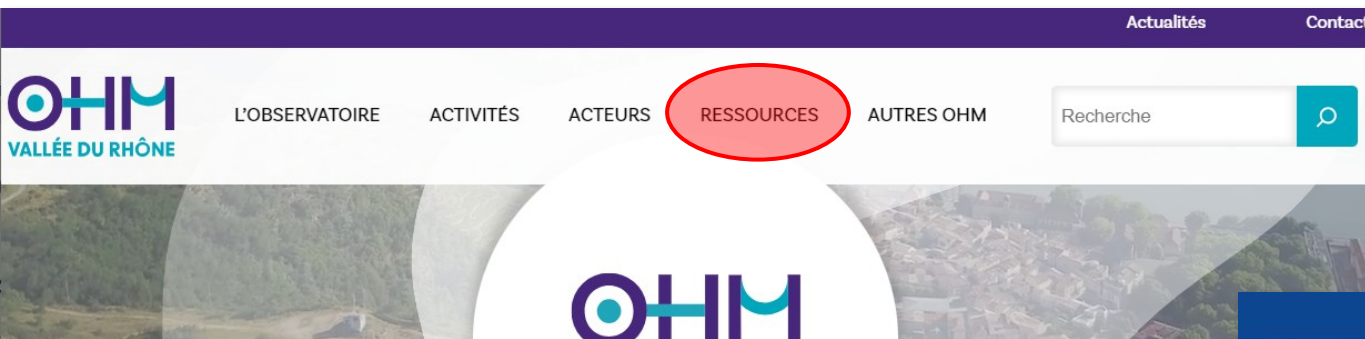 Actualités Contact
OHM
VALLÉE DU RHÔNE
L'OBSERVATOIRE ACTIVITÉS ACTEURS RESSOURCES AUTRES OHM Recherche
OHM